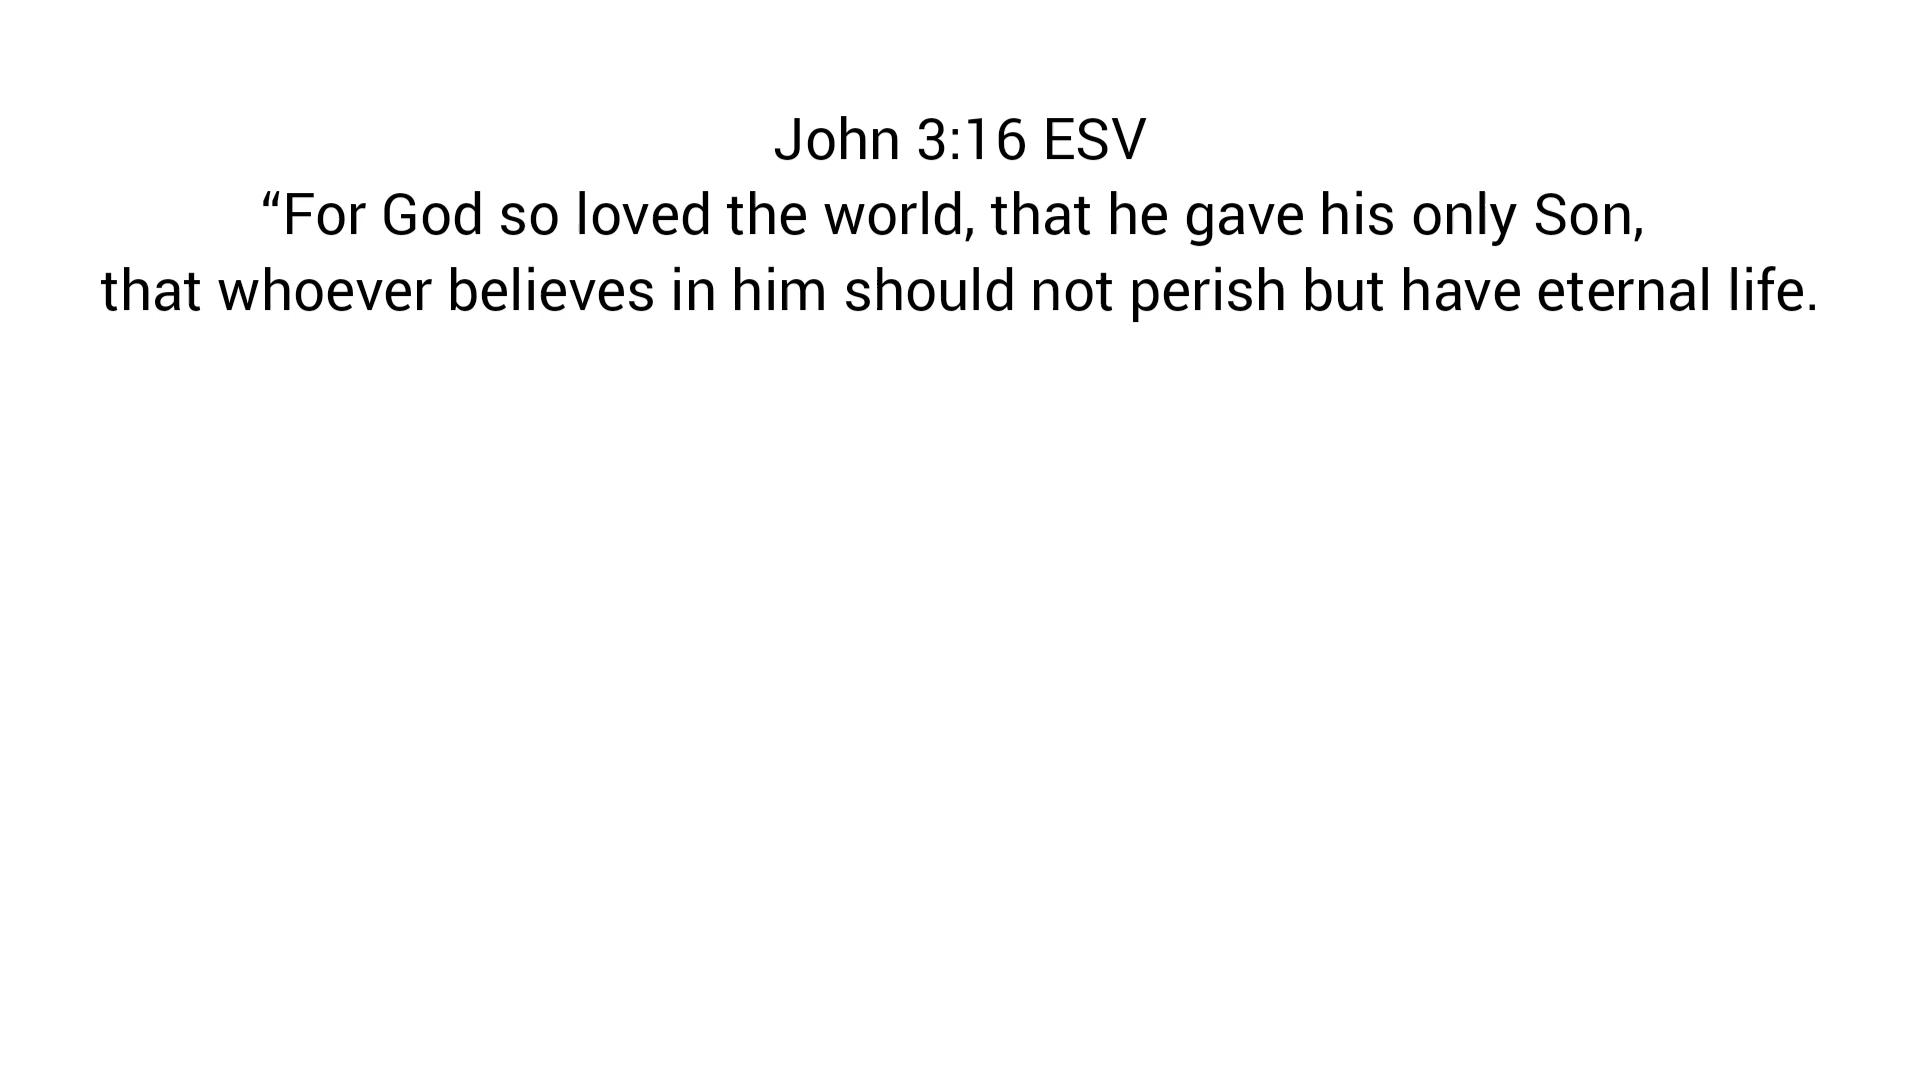 John 3:16 ESV
“For God so loved the world, that he gave his only Son,
that whoever believes in him should not perish but have eternal life.